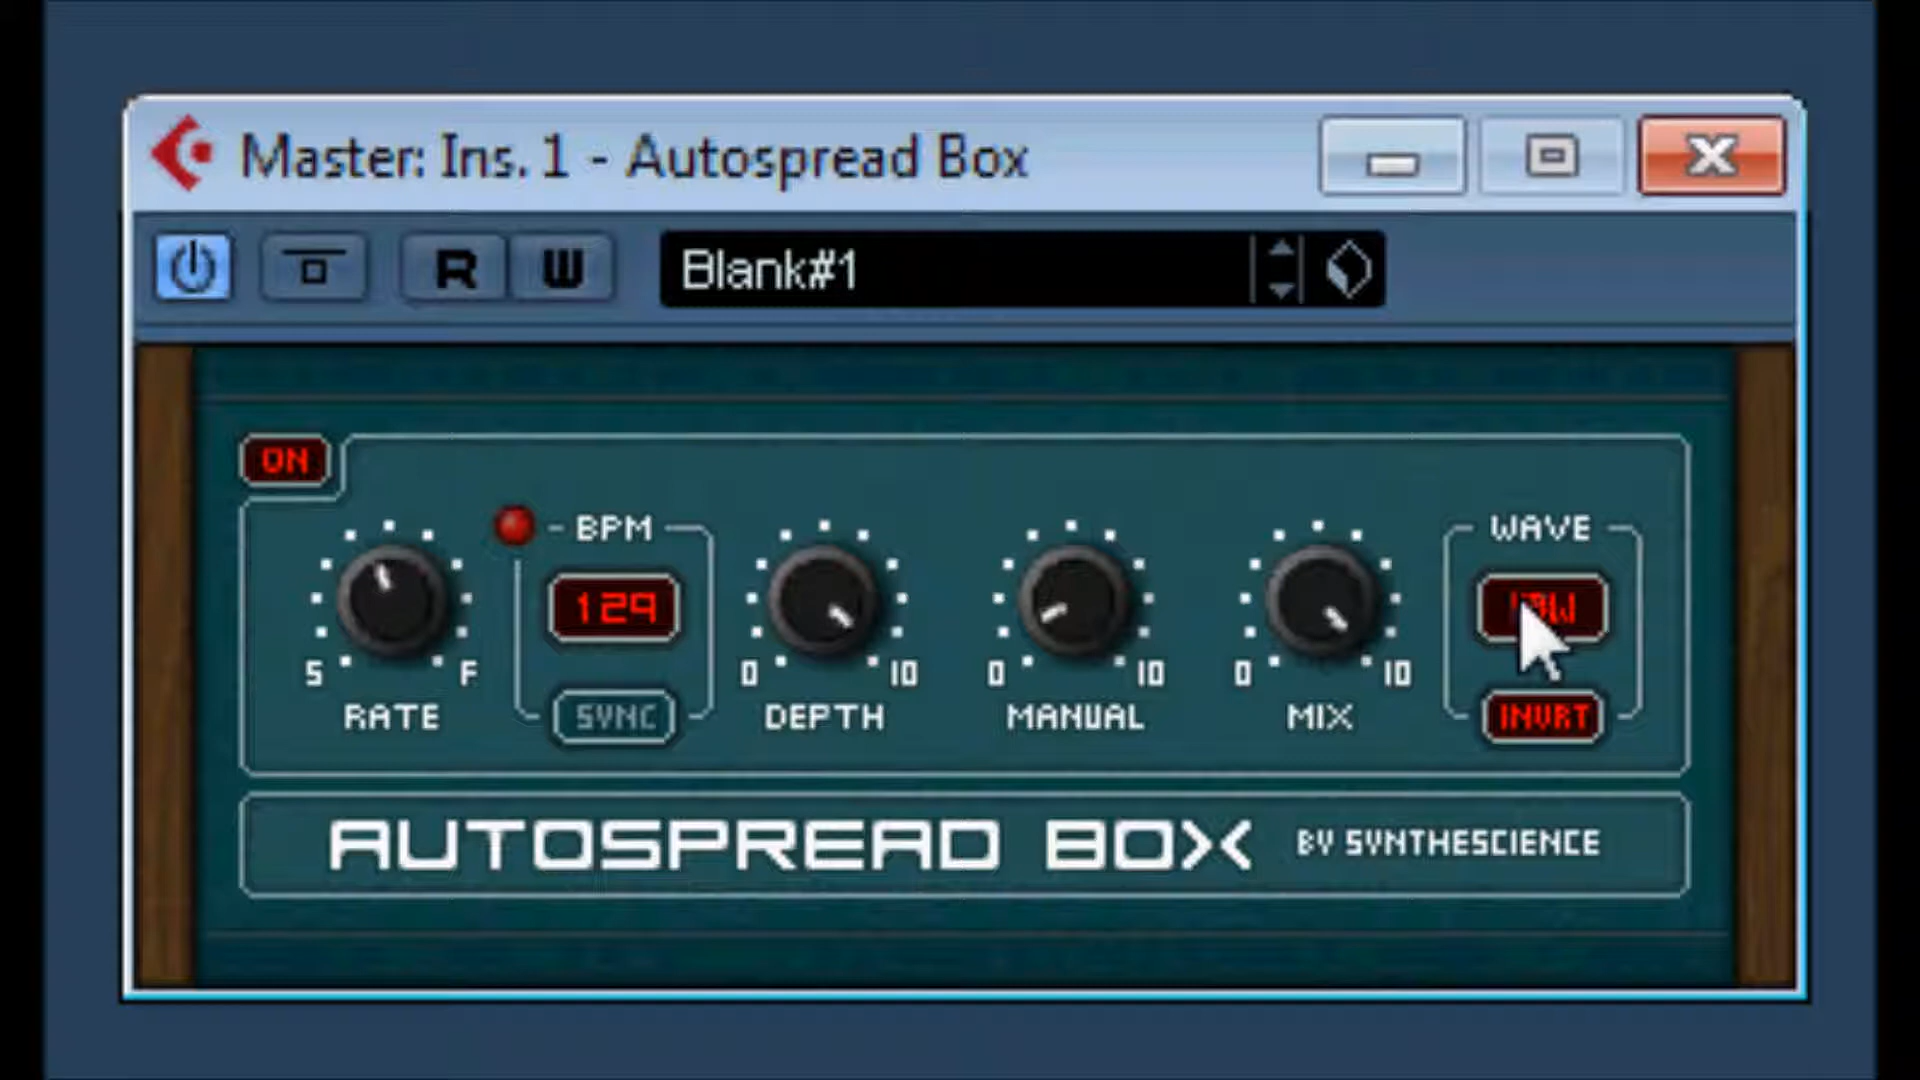 Master: Ins. 1 - Autospread Box
R W Blank#1
ON
BPM WAVE
129
S F 0 10 0 10 0 10
RATE SYNC DEPTH MANUAL MIX INVRT
AUTOSPREAD BOX BY SYNTHESCIENCE